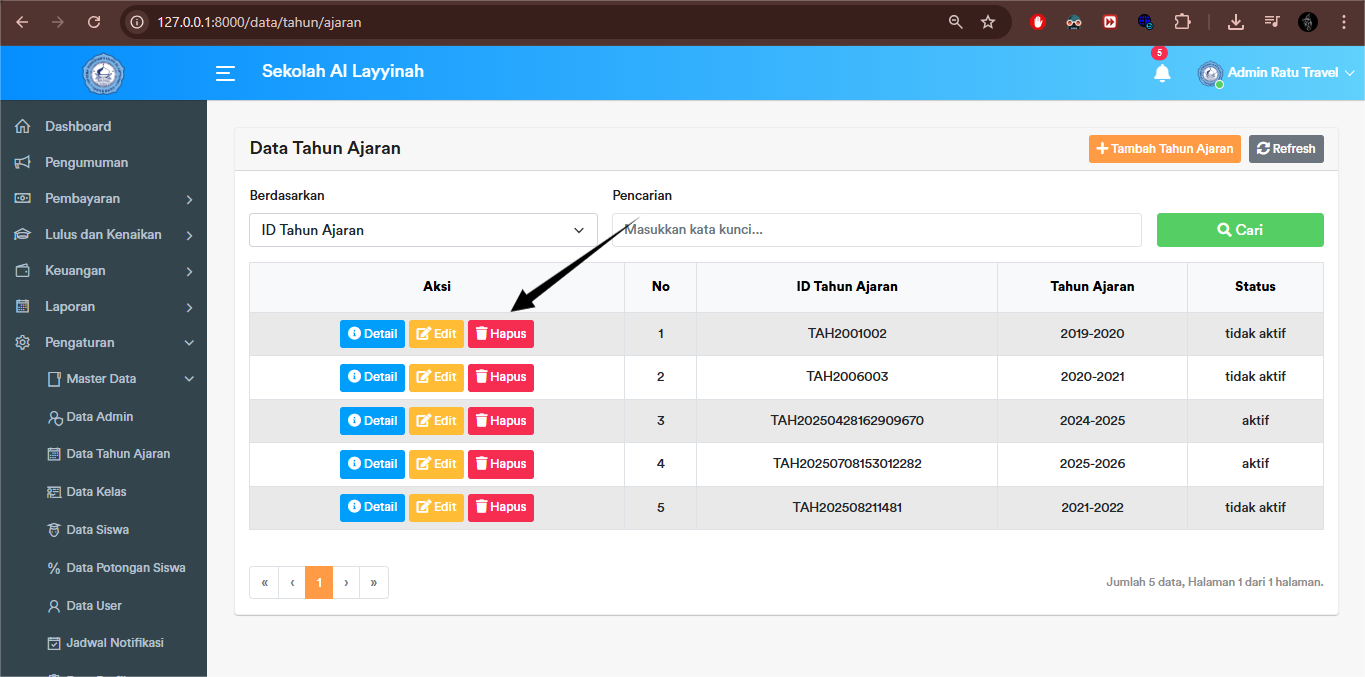 127.0.0.1:8000/data/tahun/ajaran
Sekolah Al Layyinah
5
Admin Ratu Travel
Dashboard
Pengumuman
Pembayaran
Lulus dan Kenaikan
Keuangan
Laporan
Pengaturan
Master Data
Data Admin
Data Tahun Ajaran
Data Kelas
Data Siswa
Data Potongan Siswa
Data User
Jadwal Notifikasi
Data Tahun Ajaran
Tambah Tahun Ajaran
Refresh
Berdasarkan
Pencarian
ID Tahun Ajaran
Masukkan kata kunci...
Cari
Aksi No ID Tahun Ajaran Tahun Ajaran Status
Detail Edit Hapus 1 TAH2001002 2019-2020 tidak aktif
Detail Edit Hapus 2 TAH2006003 2020-2021 tidak aktif
Detail Edit Hapus 3 TAH20250428162909670 2024-2025 aktif
Detail Edit Hapus 4 TAH20250708153012282 2025-2026 aktif
Detail Edit Hapus 5 TAH202508211481 2021-2022 tidak aktif
« ‹ 1 › »
Jumlah 5 data, Halaman 1 dari 1 halaman.